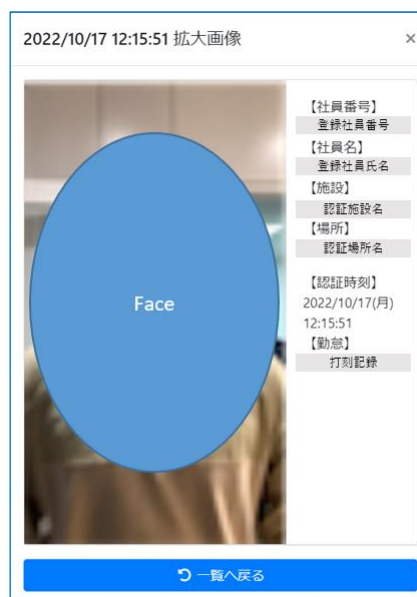 2022/10/17 12:15:51 拡大画像
×
Face
【社員番号】
登録社員番号
【社員名】
登録社員氏名
【施設】
認証施設名
【場所】
認証場所名
【認証時刻】
2022/10/17(月)
12:15:51
【勤怠】
打刻記録
一覧へ戻る